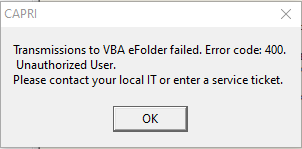 CAPRI
Transmissions to VBA eFolder failed. Error code: 400.
Unauthorized User.
Please contact your local IT or enter a service ticket.
OK